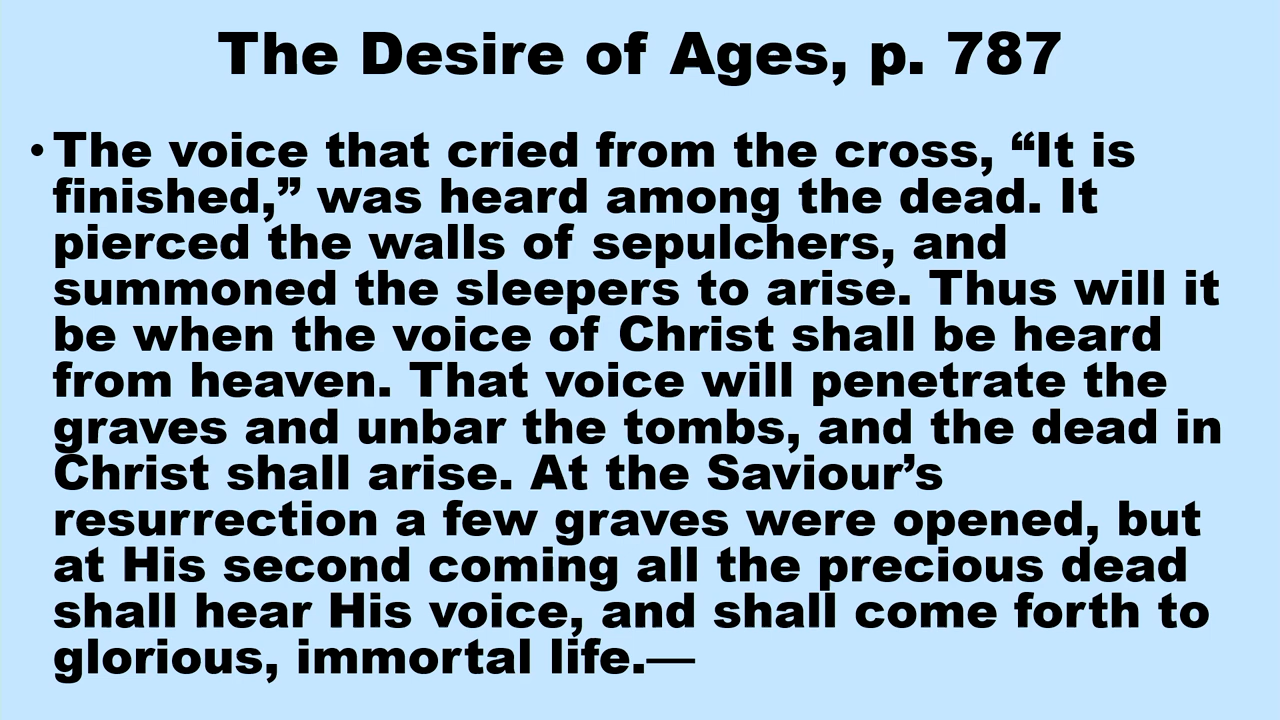 The Desire of Ages, p. 787
• The voice that cried from the cross, “It is
finished,” was heard among the dead. It
pierced the walls of sepulchers, and
summoned the sleepers to arise. Thus will it
be when the voice of Christ shall be heard
from heaven. That voice will penetrate the
graves and unbar the tombs, and the dead in
Christ shall arise. At the Saviour’s
resurrection a few graves were opened, but
at His second coming all the precious dead
shall hear His voice, and shall come forth to
glorious, immortal life.—